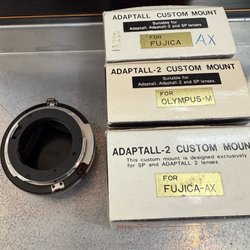 ADAPTALL CUSTOM MOUNT
Suitable for
Adaptall, Adaptall-2 and SP lenses
FOR
FUJICA AX
ADAPTALL-2 CUSTOM MOUNT
Suitable for
Adaptall, Adaptall-2 and SP lenses
FOR
OLYMPUS-M
ADAPTALL-2 CUSTOM MOUNT
This custom mount is designed exclusively
for SP and ADAPTALL 2 lenses.
FOR
FUJICA-AX